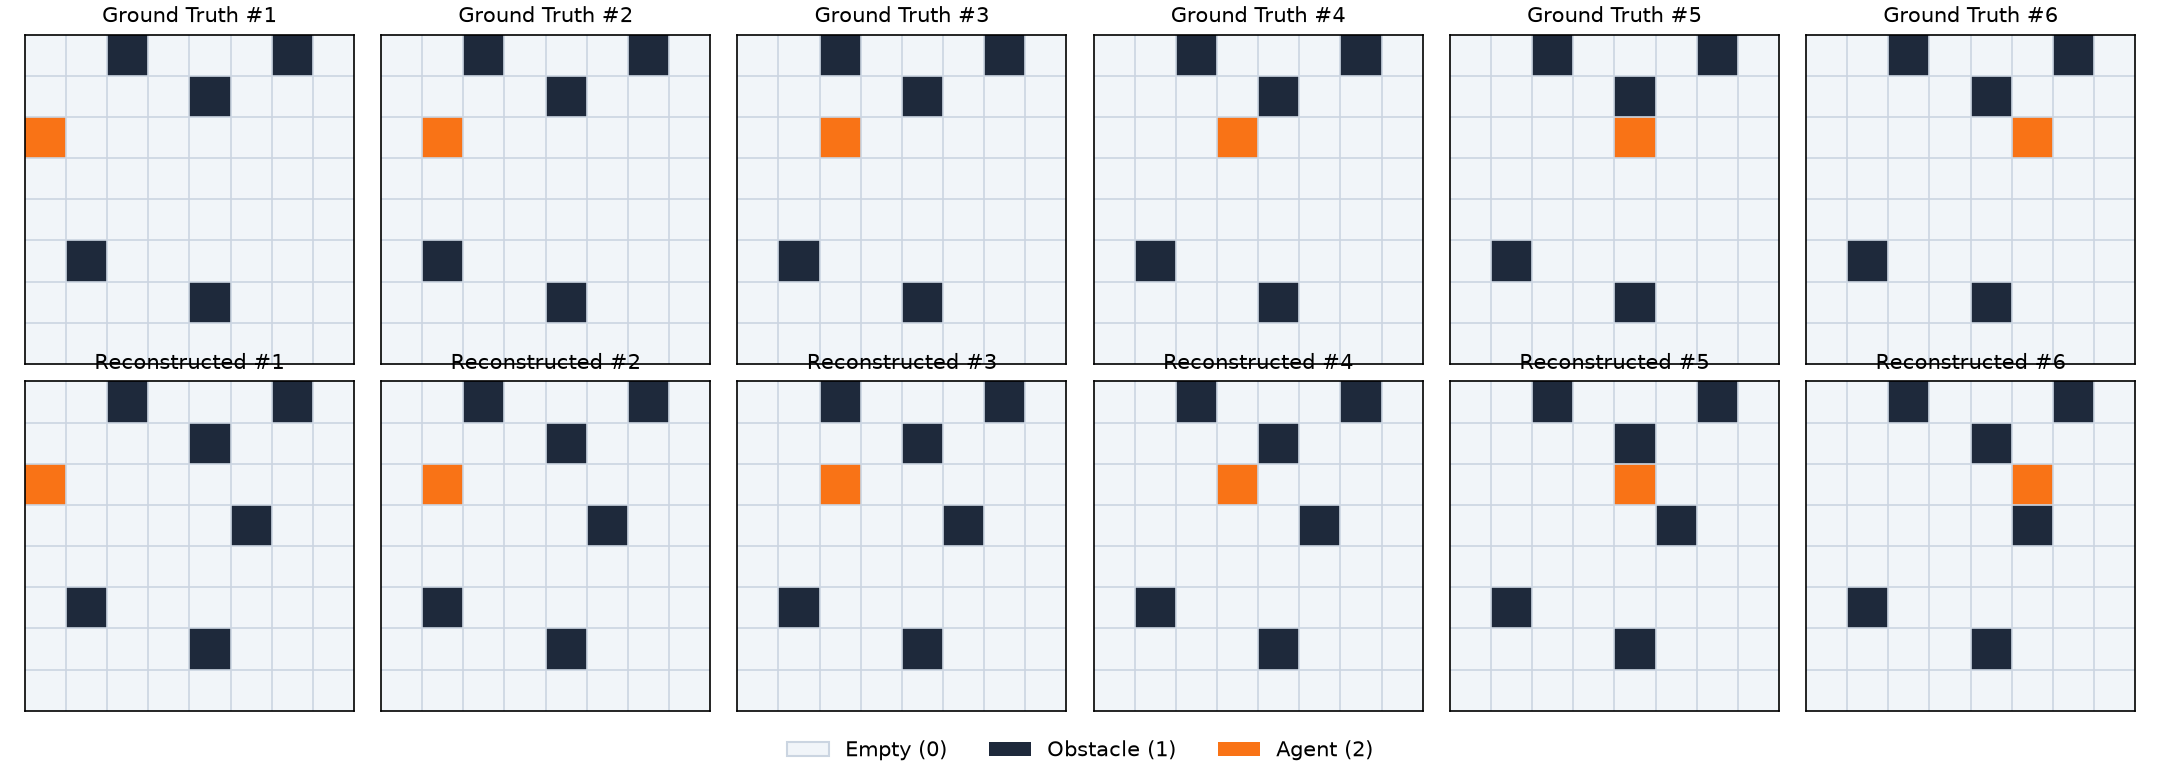 Ground Truth #1
Ground Truth #2
Ground Truth #3
Ground Truth #4
Ground Truth #5
Ground Truth #6
Reconstructed #1
Reconstructed #2
Reconstructed #3
Reconstructed #4
Reconstructed #5
Reconstructed #6
Empty (0)
Obstacle (1)
Agent (2)